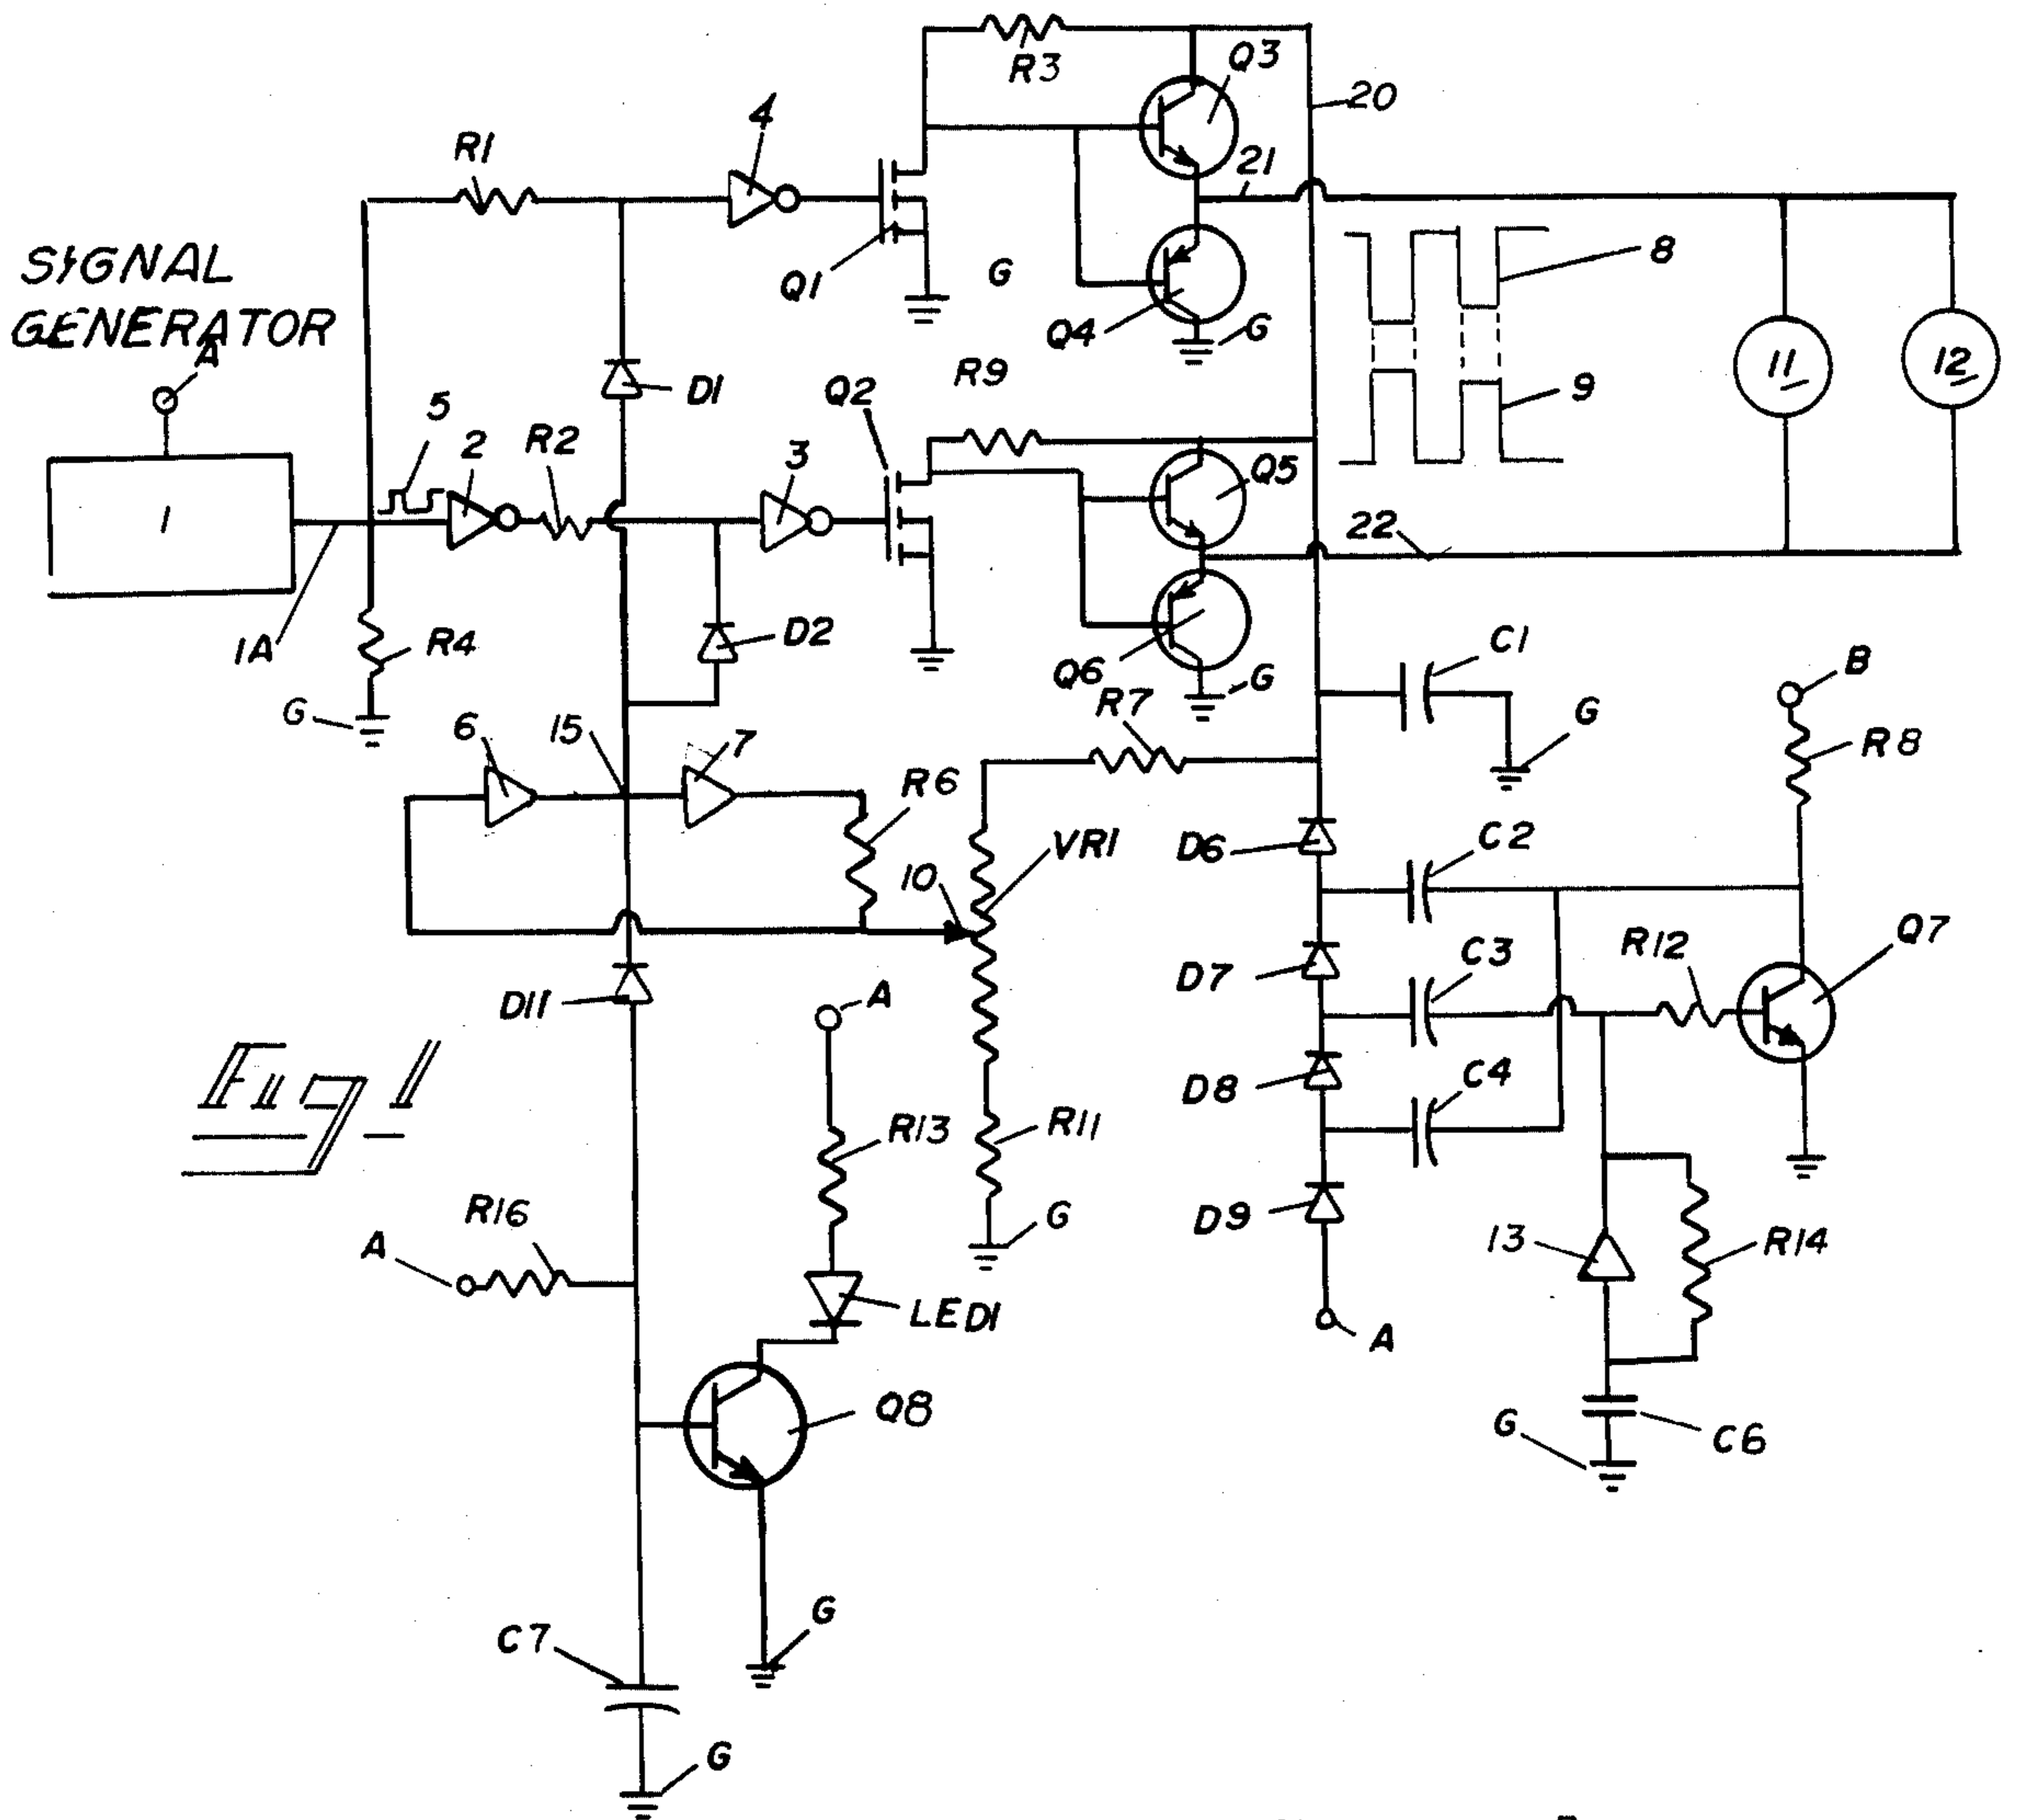 R3
Q3
20
4
R1
21
Q1
G
8
SIGNAL
GENERATOR
A
Q4
G
R9
D1
Q2
5
2
R2
3
Q5
9
11
12
1
22
1A
R4
D2
Q6
G
C1
B
G
R7
G
R8
6
15
7
R6
VR1
D6
C2
10
R12
Q7
D7
C3
D11
A
Fig_1
D8
C4
R13
R11
R16
A
D9
G
13
R14
LED1
A
Q8
G
C6
C7
G
G